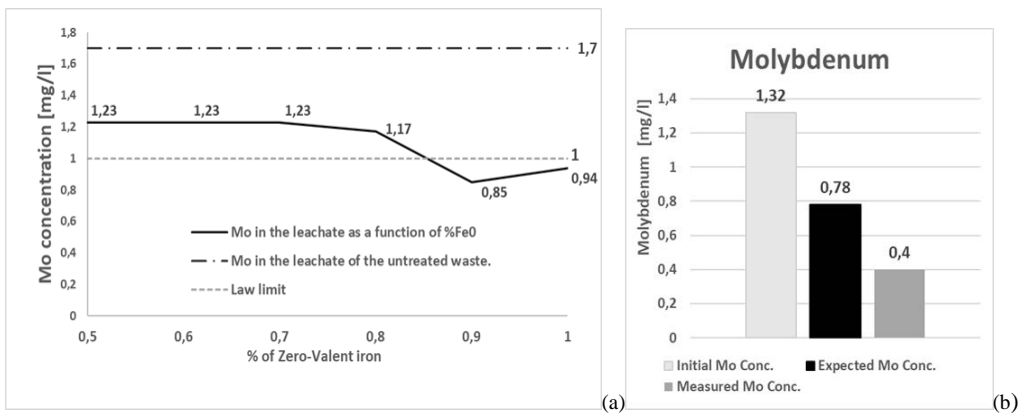 1,8
1,6
1,4
1,2
1
0,8
0,6
0,4
0,2
0
Mo concentration [mg/l]
1,7
1,23
1,23
1,23
1,17
1
0,94
0,85
Mo in the leachate as a function of %Fe0
Mo in the leachate of the untreated waste.
Law limit
0,5 0,6 0,7 0,8 0,9 1
% of Zero-Valent iron
(a)
Molybdenum
Molybdenum [mg/l]
1,4
1,2
1
0,8
0,6
0,4
0,2
0
1,32
0,78
0,4
Initial Mo Conc. Expected Mo Conc.
Measured Mo Conc.
(b)